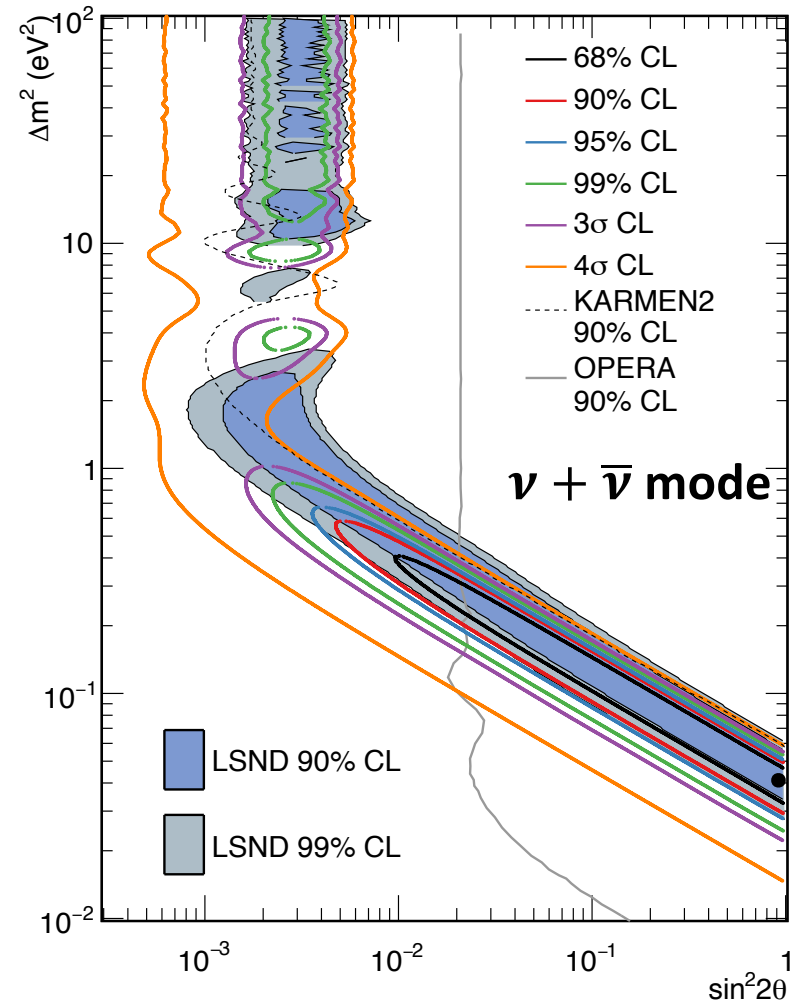 Δm² (eV²)
10²
10
1
10⁻¹
10⁻²
68% CL
90% CL
95% CL
99% CL
3σ CL
4σ CL
KARMEN2
90% CL
OPERA
90% CL
ν + ν̅ mode
LSND 90% CL
LSND 99% CL
10⁻³ 10⁻² 10⁻¹ 1
sin²2θ